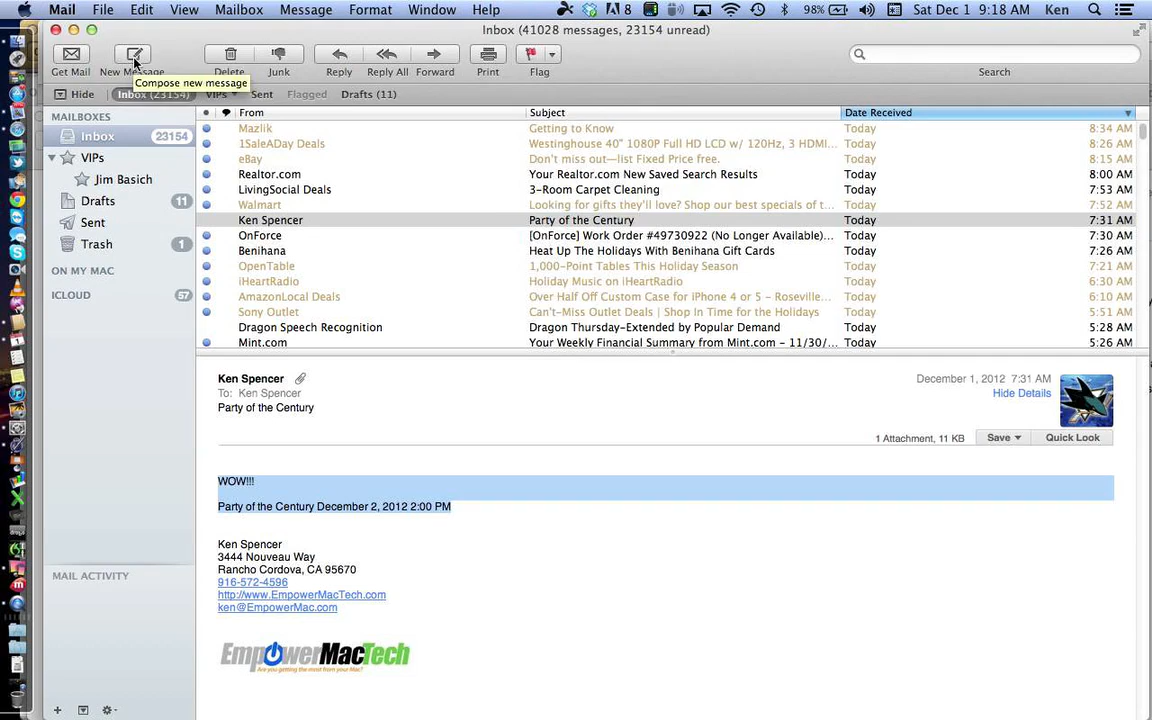 Mail File Edit View Mailbox Message Format Window Help 8 98% Sat Dec 1 9:18 AM Ken
Inbox (41028 messages, 23154 unread)
Get Mail New Message Delete Junk Reply Reply All Forward Print Flag Search
Compose new message
Hide Inbox (23154) VIPs Sent Flagged Drafts (11)
MAILBOXES
Inbox 23154
VIPs
Jim Basich
Drafts 11
Sent
Trash 1
ON MY MAC
ICLOUD 57
MAIL ACTIVITY
From Subject Date Received
Mazlik Getting to Know Today 8:34 AM
1SaleADay Deals Westinghouse 40" 1080P Full HD LCD w/ 120Hz, 3 HDMI... Today 8:26 AM
eBay Don't miss out—list Fixed Price free. Today 8:15 AM
Realtor.com Your Realtor.com New Saved Search Results Today 8:00 AM
LivingSocial Deals 3-Room Carpet Cleaning Today 7:53 AM
Walmart Looking for gifts they'll love? Shop our best specials of t... Today 7:52 AM
Ken Spencer Party of the Century Today 7:31 AM
OnForce [OnForce] Work Order #49730922 (No Longer Available)... Today 7:30 AM
Benihana Heat Up The Holidays With Benihana Gift Cards Today 7:26 AM
OpenTable 1,000-Point Tables This Holiday Season Today 7:21 AM
iHeartRadio Holiday Music on iHeartRadio Today 6:30 AM
AmazonLocal Deals Over Half Off Custom Case for iPhone 4 or 5 – Roseville... Today 6:10 AM
Sony Outlet Can't-Miss Outlet Deals | Shop In Time for the Holidays Today 5:51 AM
Dragon Speech Recognition Dragon Thursday-Extended by Popular Demand Today 5:28 AM
Mint.com Your Weekly Financial Summary from Mint.com – 11/30/... Today 5:26 AM
Ken Spencer December 1, 2012 7:31 AM
To: Ken Spencer Hide Details
Party of the Century
1 Attachment, 11 KB Save Quick Look
WOW!!!
Party of the Century December 2, 2012 2:00 PM
Ken Spencer
3444 Nouveau Way
Rancho Cordova, CA 95670
916-572-4596
http://www.EmpowerMacTech.com
ken@EmpowerMac.com
EmpowerMacTech
Are you getting the most from your Mac?